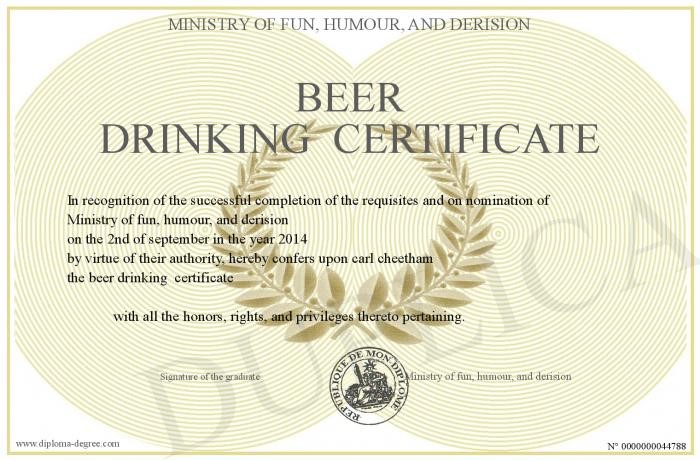 MINISTRY OF FUN, HUMOUR, AND DERISION
BEER
DRINKING CERTIFICATE
In recognition of the successful completion of the requisites and on nomination of
Ministry of fun, humour, and derision
on the 2nd of september in the year 2014
by virtue of their authority, hereby confers upon carl cheetham
the beer drinking certificate
with all the honors, rights, and privileges thereto pertaining.
Signature of the graduate
REPUBLIQUE DE MON DIPLOME
Ministry of fun, humour, and derision
DUPLICATA
www.diploma-degree.com
N° 0000000044788